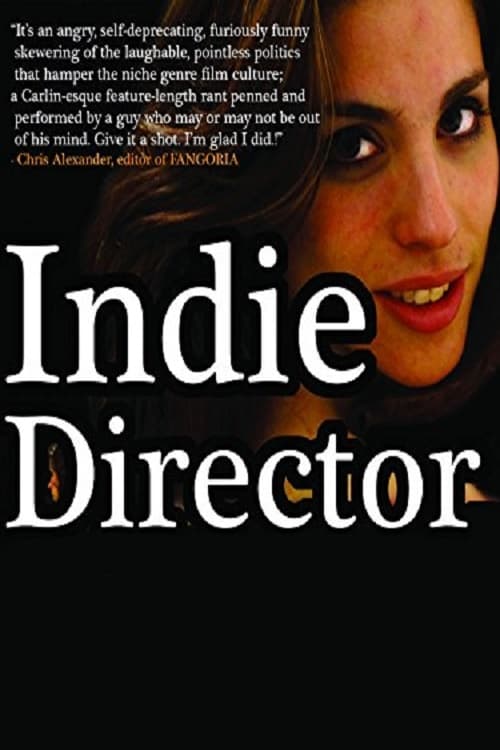 "It's an angry, self-deprecating, furiously funny
skewering of the laughable, pointless politics
that hamper the niche genre film culture;
a Carlin-esque feature-length rant penned and
performed by a guy who may or may not be out
of his mind. Give it a shot. I'm glad I did.!"
- Chris Alexander, editor of FANGORIA
Indie
Director